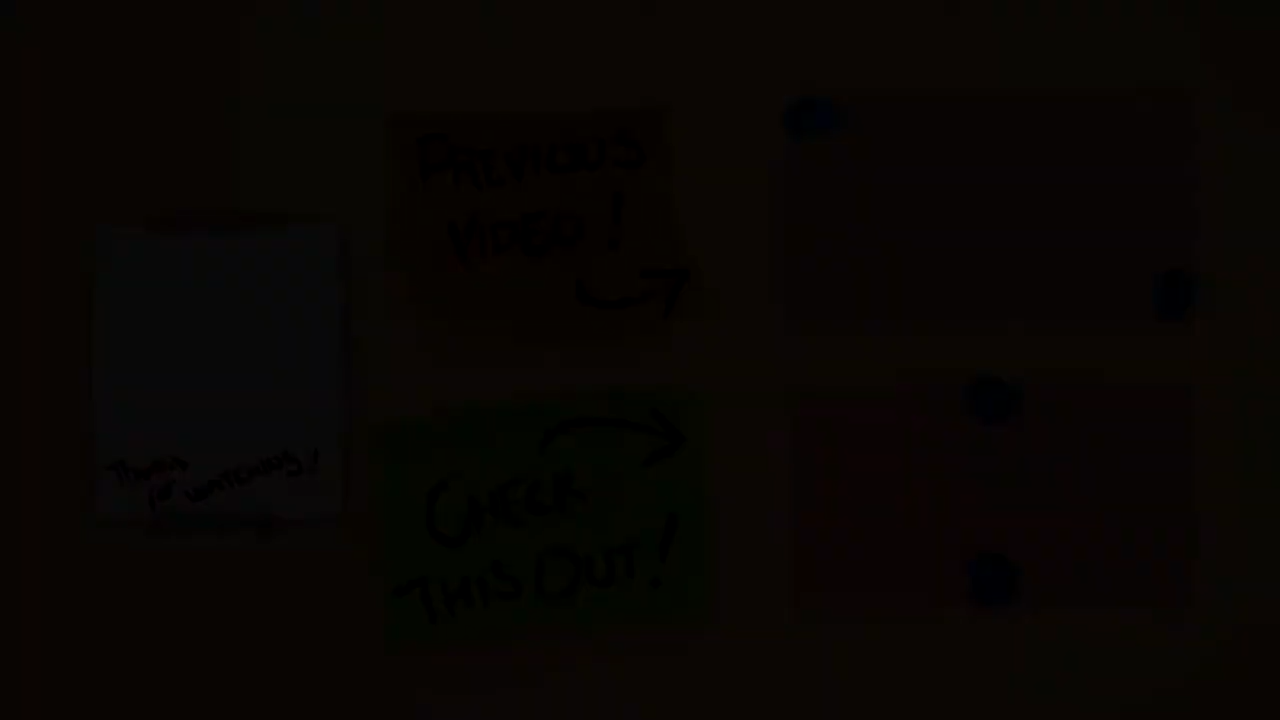 PREVIOUS
VIDEO!
CHECK
THIS OUT!
THANKS
for WATCHING!